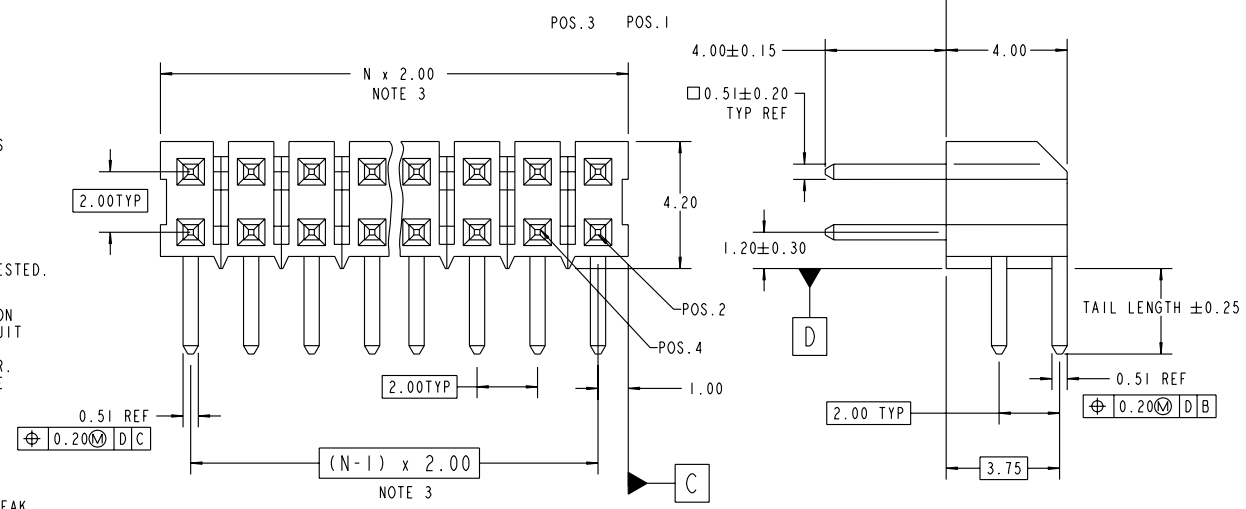 POS.3 POS.1
4.00±0.15
4.00
N x 2.00
NOTE 3
□0.51±0.20
TYP REF
S
2.00TYP
4.20
1.20±0.30
ESTED.
ON
UIT
R.
E
POS.2
POS.4
D
TAIL LENGTH ±0.25
2.00TYP
1.00
0.51 REF
⌖ 0.20Ⓜ D B
2.00 TYP
0.51 REF
⌖ 0.20Ⓜ D C
(N-1) x 2.00
NOTE 3
C
3.75
EAK